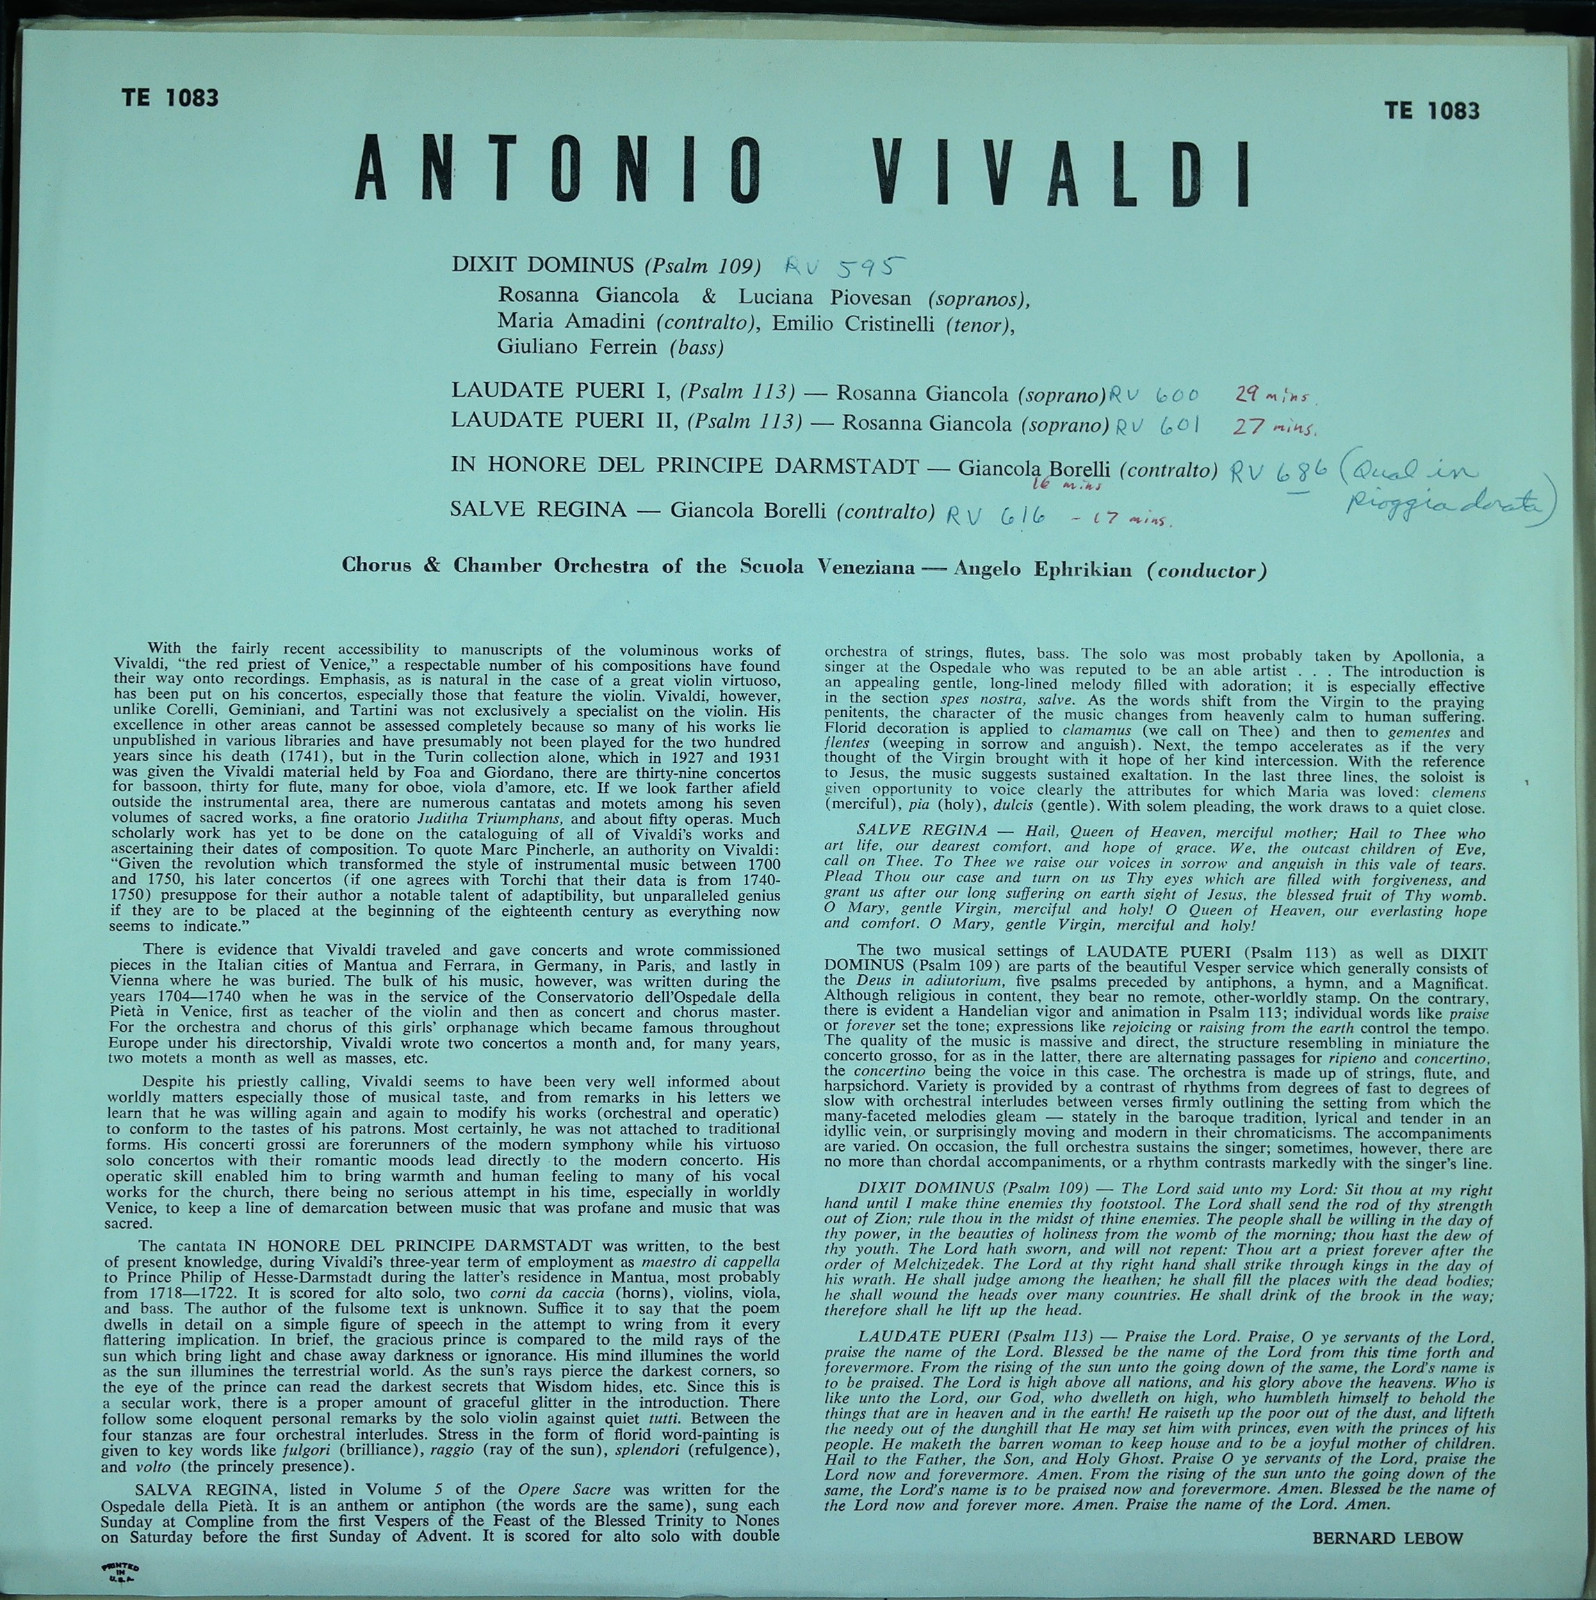 TE 1083
TE 1083
ANTONIO VIVALDI
DIXIT DOMINUS (Psalm 109) RV 595
Rosanna Giancola & Luciana Piovesan (sopranos),
Maria Amadini (contralto), Emilio Cristinelli (tenor),
Giuliano Ferrein (bass)
LAUDATE PUERI I, (Psalm 113) — Rosanna Giancola (soprano) RV 600 29 mins.
LAUDATE PUERI II, (Psalm 113) — Rosanna Giancola (soprano) RV 601 27 mins.
IN HONORE DEL PRINCIPE DARMSTADT — Giancola Borelli (contralto) RV 686 (Qual in
pioggia dorata)
16 mins
SALVE REGINA — Giancola Borelli (contralto) RV 616 - 17 mins.
Chorus & Chamber Orchestra of the Scuola Veneziana — Angelo Ephrikian (conductor)
With the fairly recent accessibility to manuscripts of the voluminous works of
Vivaldi, “the red priest of Venice,” a respectable number of his compositions have found
their way onto recordings. Emphasis, as is natural in the case of a great violin virtuoso,
has been put on his concertos, especially those that feature the violin. Vivaldi, however,
unlike Corelli, Geminiani, and Tartini was not exclusively a specialist on the violin. His
excellence in other areas cannot be assessed completely because so many of his works lie
unpublished in various libraries and have presumably not been played for the two hundred
years since his death (1741), but in the Turin collection alone, which in 1927 and 1931
was given the Vivaldi material held by Foa and Giordano, there are thirty-nine concertos
for bassoon, thirty for flute, many for oboe, viola d’amore, etc. If we look farther afield
outside the instrumental area, there are numerous cantatas and motets among his seven
volumes of sacred works, a fine oratorio Juditha Triumphans, and about fifty operas. Much
scholarly work has yet to be done on the cataloguing of all of Vivaldi’s works and
ascertaining their dates of composition. To quote Marc Pincherle, an authority on Vivaldi:
“Given the revolution which transformed the style of instrumental music between 1700
and 1750, his later concertos (if one agrees with Torchi that their data is from 1740-
1750) presuppose for their author a notable talent of adaptibility, but unparalleled genius
if they are to be placed at the beginning of the eighteenth century as everything now
seems to indicate.”
There is evidence that Vivaldi traveled and gave concerts and wrote commissioned
pieces in the Italian cities of Mantua and Ferrara, in Germany, in Paris, and lastly in
Vienna where he was buried. The bulk of his music, however, was written during the
years 1704—1740 when he was in the service of the Conservatorio dell’Ospedale della
Pietà in Venice, first as teacher of the violin and then as concert and chorus master.
For the orchestra and chorus of this girls’ orphanage which became famous throughout
Europe under his directorship, Vivaldi wrote two concertos a month and, for many years,
two motets a month as well as masses, etc.
Despite his priestly calling, Vivaldi seems to have been very well informed about
worldly matters especially those of musical taste, and from remarks in his letters we
learn that he was willing again and again to modify his works (orchestral and operatic)
to conform to the tastes of his patrons. Most certainly, he was not attached to traditional
forms. His concerti grossi are forerunners of the modern symphony while his virtuoso
solo concertos with their romantic moods lead directly to the modern concerto. His
operatic skill enabled him to bring warmth and human feeling to many of his vocal
works for the church, there being no serious attempt in his time, especially in worldly
Venice, to keep a line of demarcation between music that was profane and music that was
sacred.
The cantata IN HONORE DEL PRINCIPE DARMSTADT was written, to the best
of present knowledge, during Vivaldi’s three-year term of employment as maestro di cappella
to Prince Philip of Hesse-Darmstadt during the latter’s residence in Mantua, most probably
from 1718—1722. It is scored for alto solo, two corni da caccia (horns), violins, viola,
and bass. The author of the fulsome text is unknown. Suffice it to say that the poem
dwells in detail on a simple figure of speech in the attempt to wring from it every
flattering implication. In brief, the gracious prince is compared to the mild rays of the
sun which bring light and chase away darkness or ignorance. His mind illumines the world
as the sun illumines the terrestrial world. As the sun’s rays pierce the darkest corners, so
the eye of the prince can read the darkest secrets that Wisdom hides, etc. Since this is
a secular work, there is a proper amount of graceful glitter in the introduction. There
follow some eloquent personal remarks by the solo violin against quiet tutti. Between the
four stanzas are four orchestral interludes. Stress in the form of florid word-painting is
given to key words like fulgori (brilliance), raggio (ray of the sun), splendori (refulgence),
and volto (the princely presence).
SALVA REGINA, listed in Volume 5 of the Opere Sacre was written for the
Ospedale della Pietà. It is an anthem or antiphon (the words are the same), sung each
Sunday at Compline from the first Vespers of the Feast of the Blessed Trinity to Nones
on Saturday before the first Sunday of Advent. It is scored for alto solo with double
orchestra of strings, flutes, bass. The solo was most probably taken by Apollonia, a
singer at the Ospedale who was reputed to be an able artist . . . The introduction is
an appealing gentle, long-lined melody filled with adoration; it is especially effective
in the section spes nostra, salve. As the words shift from the Virgin to the praying
penitents, the character of the music changes from heavenly calm to human suffering.
Florid decoration is applied to clamamus (we call on Thee) and then to gementes and
flentes (weeping in sorrow and anguish). Next, the tempo accelerates as if the very
thought of the Virgin brought with it hope of her kind intercession. With the reference
to Jesus, the music suggests sustained exaltation. In the last three lines, the soloist is
given opportunity to voice clearly the attributes for which Maria was loved: clemens
(merciful), pia (holy), dulcis (gentle). With solem pleading, the work draws to a quiet close.
SALVE REGINA — Hail, Queen of Heaven, merciful mother; Hail to Thee who
art life, our dearest comfort, and hope of grace. We, the outcast children of Eve,
call on Thee. To Thee we raise our voices in sorrow and anguish in this vale of tears.
Plead Thou our case and turn on us Thy eyes which are filled with forgiveness, and
grant us after our long suffering on earth sight of Jesus, the blessed fruit of Thy womb.
O Mary, gentle Virgin, merciful and holy! O Queen of Heaven, our everlasting hope
and comfort. O Mary, gentle Virgin, merciful and holy!
The two musical settings of LAUDATE PUERI (Psalm 113) as well as DIXIT
DOMINUS (Psalm 109) are parts of the beautiful Vesper service which generally consists of
the Deus in adiutorium, five psalms preceded by antiphons, a hymn, and a Magnificat.
Although religious in content, they bear no remote, other-worldly stamp. On the contrary,
there is evident a Handelian vigor and animation in Psalm 113; individual words like praise
or forever set the tone; expressions like rejoicing or raising from the earth control the tempo.
The quality of the music is massive and direct, the structure resembling in miniature the
concerto grosso, for as in the latter, there are alternating passages for ripieno and concertino,
the concertino being the voice in this case. The orchestra is made up of strings, flute, and
harpsichord. Variety is provided by a contrast of rhythms from degrees of fast to degrees of
slow with orchestral interludes between verses firmly outlining the setting from which the
many-faceted melodies gleam — stately in the baroque tradition, lyrical and tender in an
idyllic vein, or surprisingly moving and modern in their chromaticisms. The accompaniments
are varied. On occasion, the full orchestra sustains the singer; sometimes, however, there are
no more than chordal accompaniments, or a rhythm contrasts markedly with the singer’s line.
DIXIT DOMINUS (Psalm 109) — The Lord said unto my Lord: Sit thou at my right
hand until I make thine enemies thy footstool. The Lord shall send the rod of thy strength
out of Zion; rule thou in the midst of thine enemies. The people shall be willing in the day of
thy power, in the beauties of holiness from the womb of the morning; thou hast the dew of
thy youth. The Lord hath sworn, and will not repent: Thou art a priest forever after the
order of Melchizedek. The Lord at thy right hand shall strike through kings in the day of
his wrath. He shall judge among the heathen; he shall fill the places with the dead bodies;
he shall wound the heads over many countries. He shall drink of the brook in the way;
therefore shall he lift up the head.
LAUDATE PUERI (Psalm 113) — Praise the Lord. Praise, O ye servants of the Lord,
praise the name of the Lord. Blessed be the name of the Lord from this time forth and
forevermore. From the rising of the sun unto the going down of the same, the Lord’s name is
to be praised. The Lord is high above all nations, and his glory above the heavens. Who is
like unto the Lord, our God, who dwelleth on high, who humbleth himself to behold the
things that are in heaven and in the earth! He raiseth up the poor out of the dust, and lifteth
the needy out of the dunghill that He may set him with princes, even with the princes of his
people. He maketh the barren woman to keep house and to be a joyful mother of children.
Hail to the Father, the Son, and Holy Ghost. Praise O ye servants of the Lord, praise the
Lord now and forevermore. Amen. From the rising of the sun unto the going down of the
same, the Lord’s name is to be praised now and forevermore. Amen. Blessed be the name of
the Lord now and forever more. Amen. Praise the name of the Lord. Amen.
BERNARD LEBOW
PRINTED
IN
U.S.A.